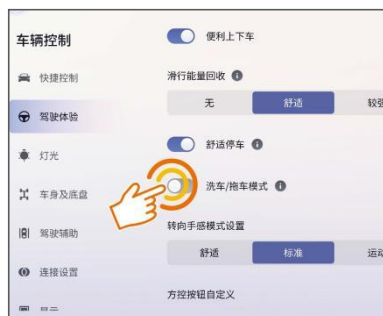 车辆控制
快捷控制
驾驶体验
灯光
车身及底盘
驾驶辅助
连接设置
显示
便利上下车
滑行能量回收
无 舒适 较强
舒适停车
洗车/拖车模式
转向手感模式设置
舒适 标准 运动
方控按钮自定义